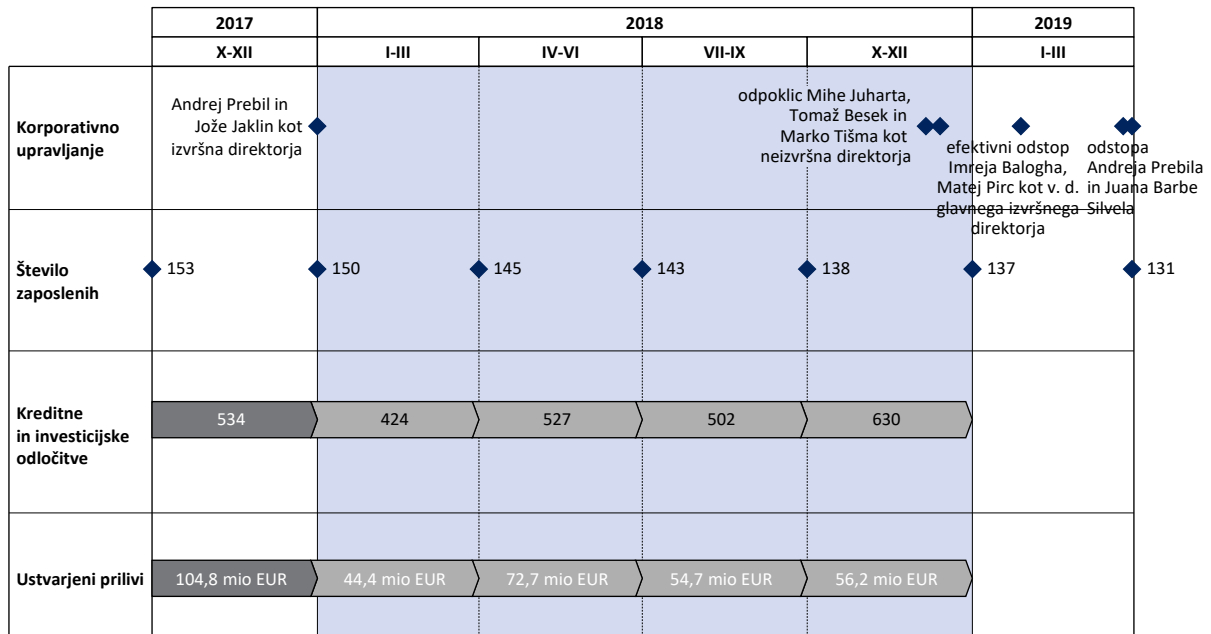 2017 2018 2019
X-XII I-III IV-VI VII-IX X-XII I-III
Korporativno
upravljanje
Andrej Prebil in
Jože Jaklin kot
izvršna direktorja
odpoklic Mihe Juharta,
Tomaž Besek in
Marko Tišma kot
neizvršna direktorja
efektivni odstop
Imreja Balogha,
Matej Pirc kot v. d.
glavnega izvršnega
direktorja
odstopa
Andreja Prebila
in Juana Barbe
Silvela
Število
zaposlenih
153 150 145 143 138 137 131
Kreditne
in investicijske
odločitve
534 424 527 502 630
Ustvarjeni prilivi
104,8 mio EUR 44,4 mio EUR 72,7 mio EUR 54,7 mio EUR 56,2 mio EUR